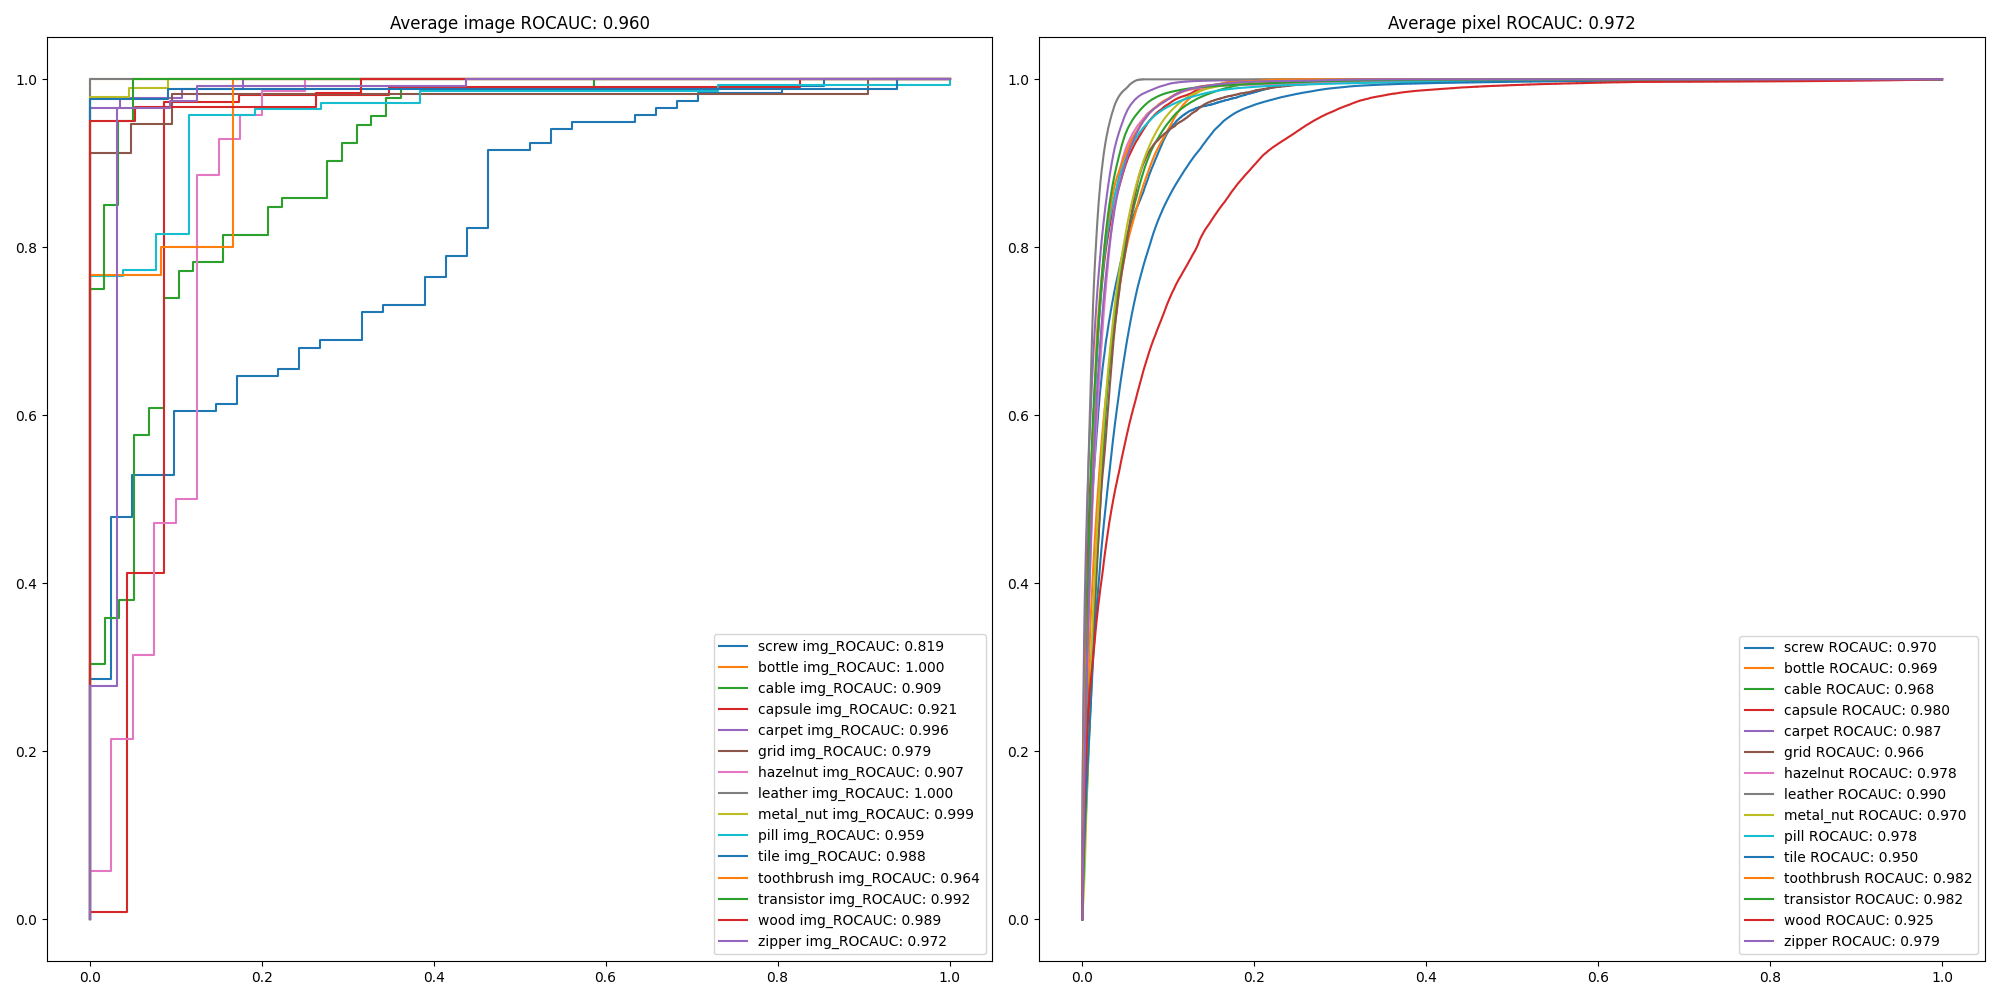 Average image ROCAUC: 0.960
1.0
0.8
0.6
0.4
0.2
0.0
0.0 0.2 0.4 0.6 0.8 1.0
screw img_ROCAUC: 0.819
bottle img_ROCAUC: 1.000
cable img_ROCAUC: 0.909
capsule img_ROCAUC: 0.921
carpet img_ROCAUC: 0.996
grid img_ROCAUC: 0.979
hazelnut img_ROCAUC: 0.907
leather img_ROCAUC: 1.000
metal_nut img_ROCAUC: 0.999
pill img_ROCAUC: 0.959
tile img_ROCAUC: 0.988
toothbrush img_ROCAUC: 0.964
transistor img_ROCAUC: 0.992
wood img_ROCAUC: 0.989
zipper img_ROCAUC: 0.972
Average pixel ROCAUC: 0.972
1.0
0.8
0.6
0.4
0.2
0.0
0.0 0.2 0.4 0.6 0.8 1.0
screw ROCAUC: 0.970
bottle ROCAUC: 0.969
cable ROCAUC: 0.968
capsule ROCAUC: 0.980
carpet ROCAUC: 0.987
grid ROCAUC: 0.966
hazelnut ROCAUC: 0.978
leather ROCAUC: 0.990
metal_nut ROCAUC: 0.970
pill ROCAUC: 0.978
tile ROCAUC: 0.950
toothbrush ROCAUC: 0.982
transistor ROCAUC: 0.982
wood ROCAUC: 0.925
zipper ROCAUC: 0.979